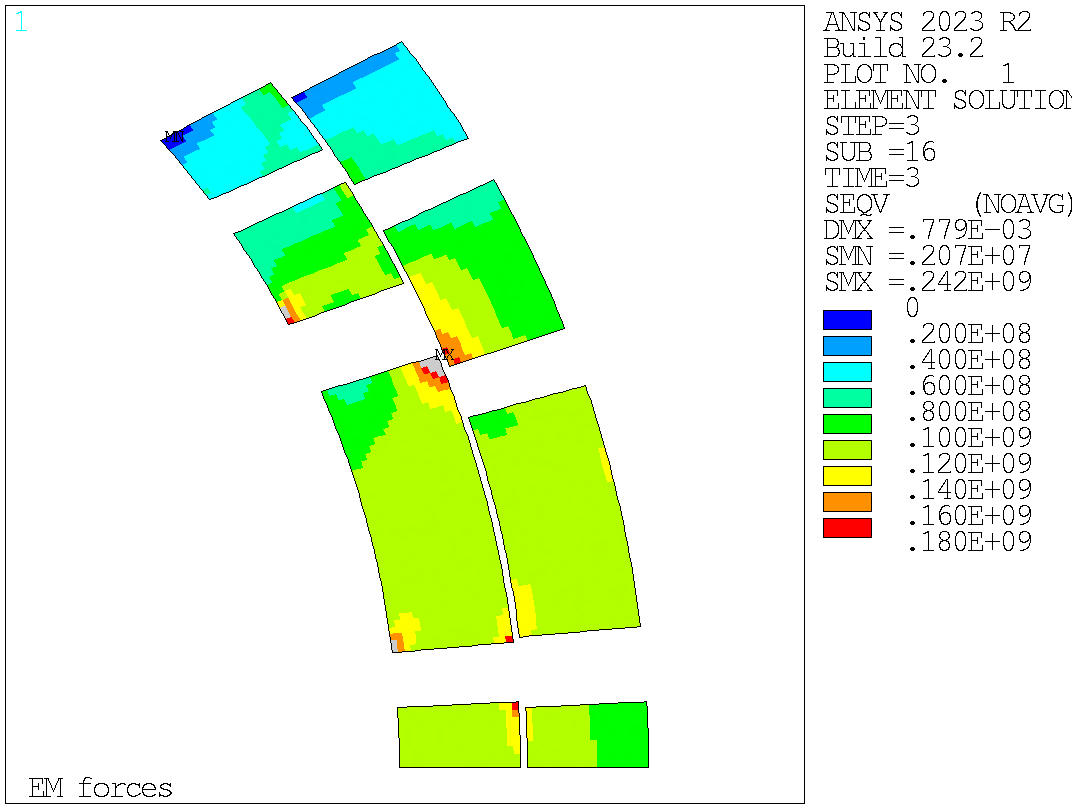 1
ANSYS 2023 R2
Build 23.2
PLOT NO. 1
ELEMENT SOLUTION
STEP=3
SUB =16
TIME=3
SEQV (NOAVG)
DMX =.779E-03
SMN =.207E+07
SMX =.242E+09
0
.200E+08
.400E+08
.600E+08
.800E+08
.100E+09
.120E+09
.140E+09
.160E+09
.180E+09
MN
MX
EM forces